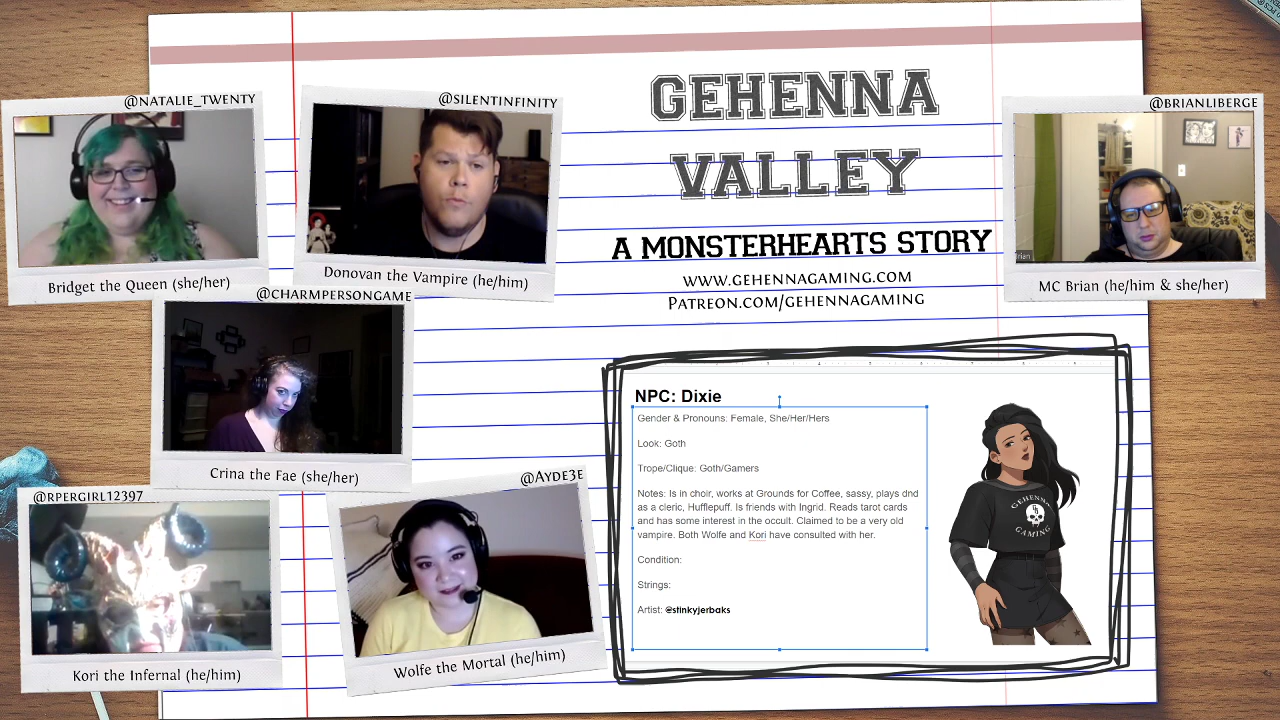 @NATALIE_TWENTY
Bridget the Queen (she/her)
@SILENTINFINITY
Donovan the Vampire (he/him)
GEHENNA
VALLEY
A MONSTERHEARTS STORY
WWW.GEHENNAGAMING.COM
PATREON.COM/GEHENNAGAMING
@BRIANLIBERGE
Brian
MC Brian (he/him & she/her)
@CHARMPERSONGAME
Crina the Fae (she/her)
@RPERGIRL12397
Kori the Infernal (he/him)
@AYDE3E
Wolfe the Mortal (he/him)
NPC: Dixie
Gender & Pronouns: Female, She/Her/Hers
Look: Goth
Trope/Clique: Goth/Gamers
Notes: Is in choir, works at Grounds for Coffee, sassy, plays dnd
as a cleric, Hufflepuff. Is friends with Ingrid. Reads tarot cards
and has some interest in the occult. Claimed to be a very old
vampire. Both Wolfe and Kori have consulted with her.
Condition:
Strings:
Artist: @stinkyjerbaks
GEHENNA
GAMING